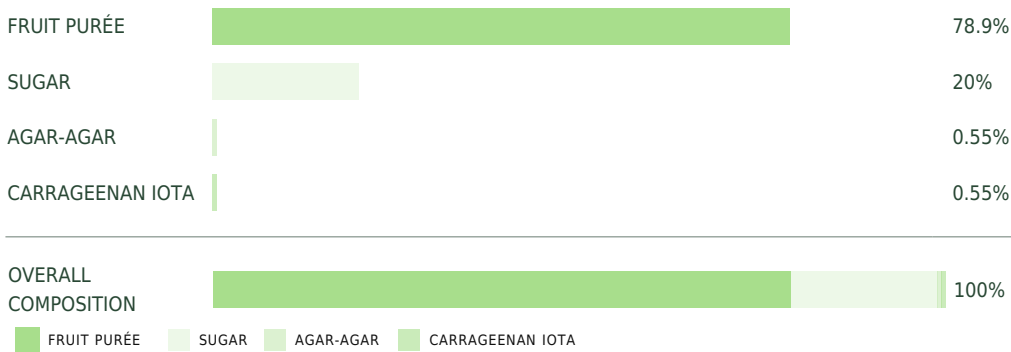 FRUIT PURÉE 78.9%
SUGAR 20%
AGAR-AGAR 0.55%
CARRAGEENAN IOTA 0.55%
OVERALL
COMPOSITION 100%
FRUIT PURÉE SUGAR AGAR-AGAR CARRAGEENAN IOTA